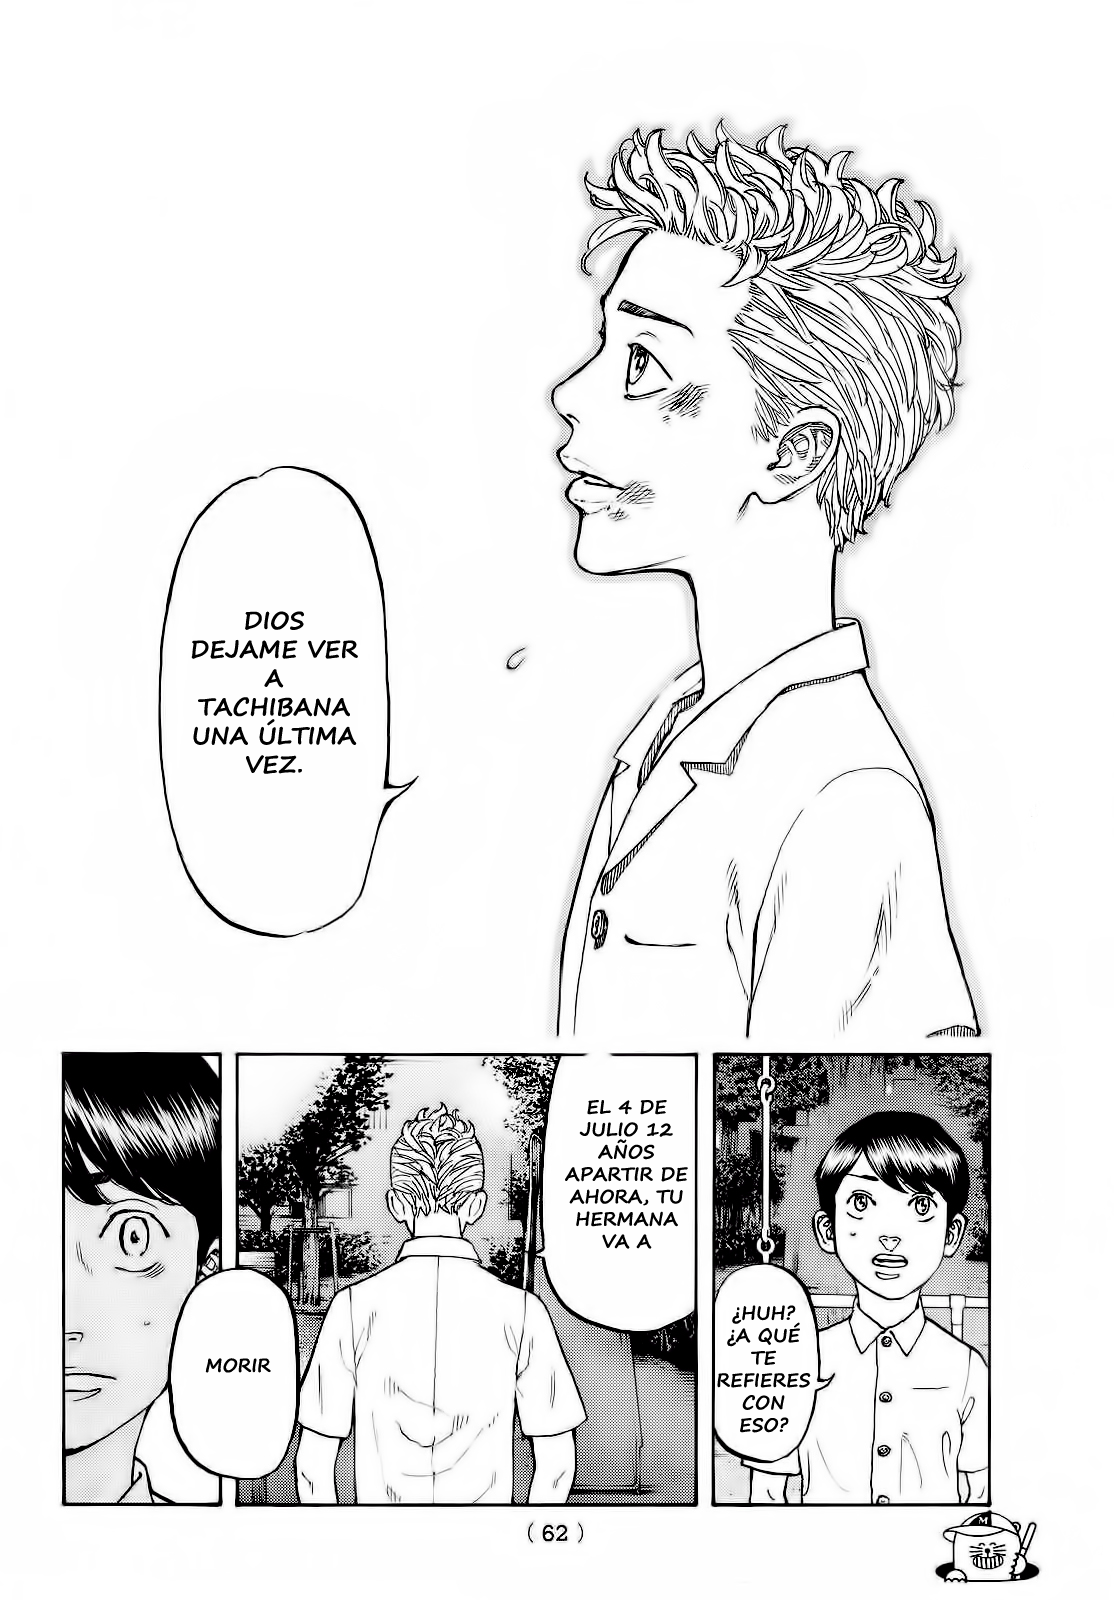 DIOS
DEJAME VER
A
TACHIBANA
UNA ÚLTIMA
VEZ.
¿HUH?
¿A QUÉ
TE
REFIERES
CON
ESO?
EL 4 DE
JULIO 12
AÑOS
APARTIR DE
AHORA, TU
HERMANA
VA A
MORIR
(62)
M